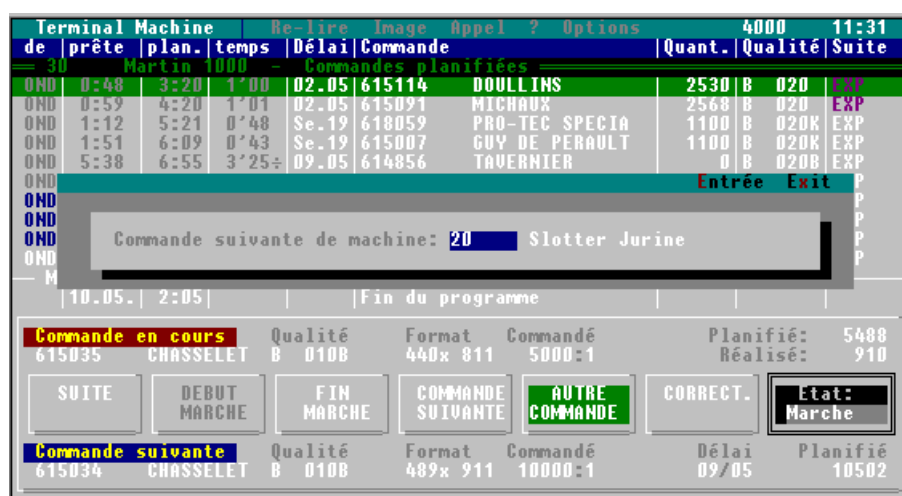 Terminal Machine Re-lire Image Appel ? Options 4000 11:31
de |prête |plan.|temps |Délai|Commande |Quant.|Qualité|Suite
30 Martin 1000 - Commandes planifiées
OND| 0:48 | 3:20| 1'00 |02.05|615114 DOULLINS | 2530|B 020 |EXP
OND| 0:59 | 4:20| 1'01 |02.05|615091 MICHAUX | 2568|B 020 |EXP
OND| 1:12 | 5:21| 0'48 |Se.19|618059 PRO-TEC SPECIA | 1100|B 020K|EXP
OND| 1:51 | 6:09| 0'43 |Se.19|615007 GUY DE PERAULT | 1100|B 020K|EXP
OND| 5:38 | 6:55| 3'25÷|09.05|614856 TAVERNIER | 0|B 020B|EXP
OND Entrée Exit P
OND P
OND P
OND P
Commande suivante de machine: 20 Slotter Jurine
OND P
M
|10.05.| 2:05| | |Fin du programme | | |
Commande en cours Qualité Format Commandé Planifié: 5488
615035 CHASSELET B 010B 440x 811 5000:1 Réalisé: 910
SUITE DEBUT MARCHE FIN MARCHE COMMANDE SUIVANTE AUTRE COMMANDE CORRECT. Etat: Marche
Commande suivante Qualité Format Commandé Délai Planifié
615034 CHASSELET B 010B 489x 911 10000:1 09/05 10502